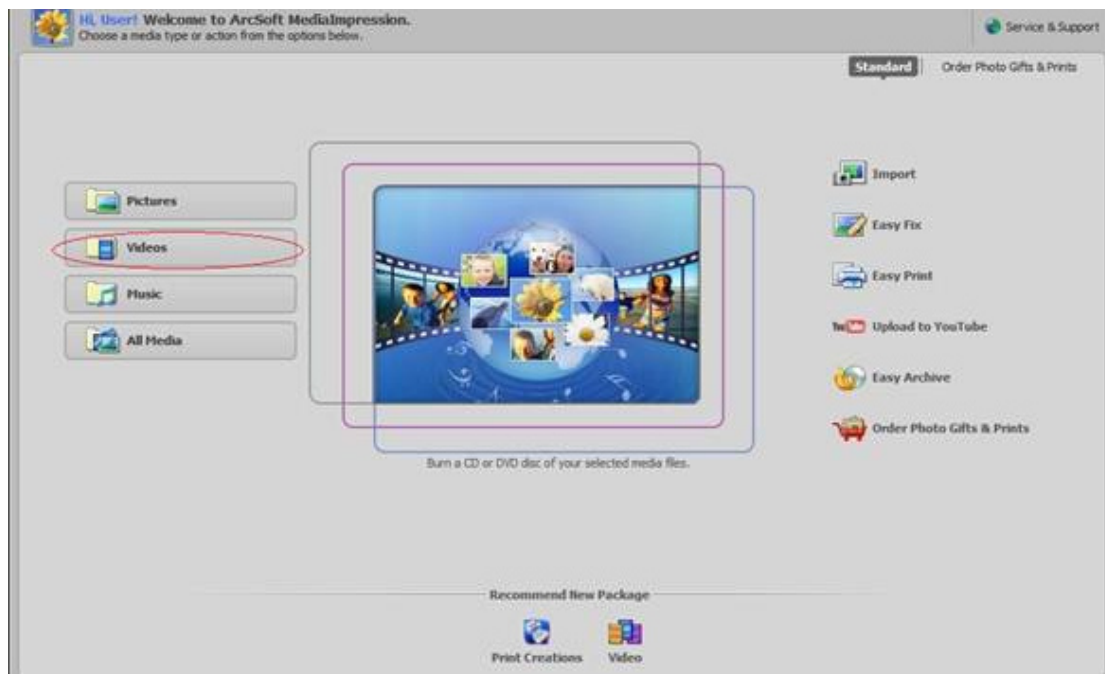 Hi, User! Welcome to ArcSoft MediaImpression.
Choose a media type or action from the options below.
Service & Support
Standard
Order Photo Gifts & Prints
Pictures
Videos
Music
All Media
Import
Easy Fix
Easy Print
Upload to YouTube
Easy Archive
Order Photo Gifts & Prints
Burn a CD or DVD disc of your selected media files.
Recommend New Package
Print Creations
Video